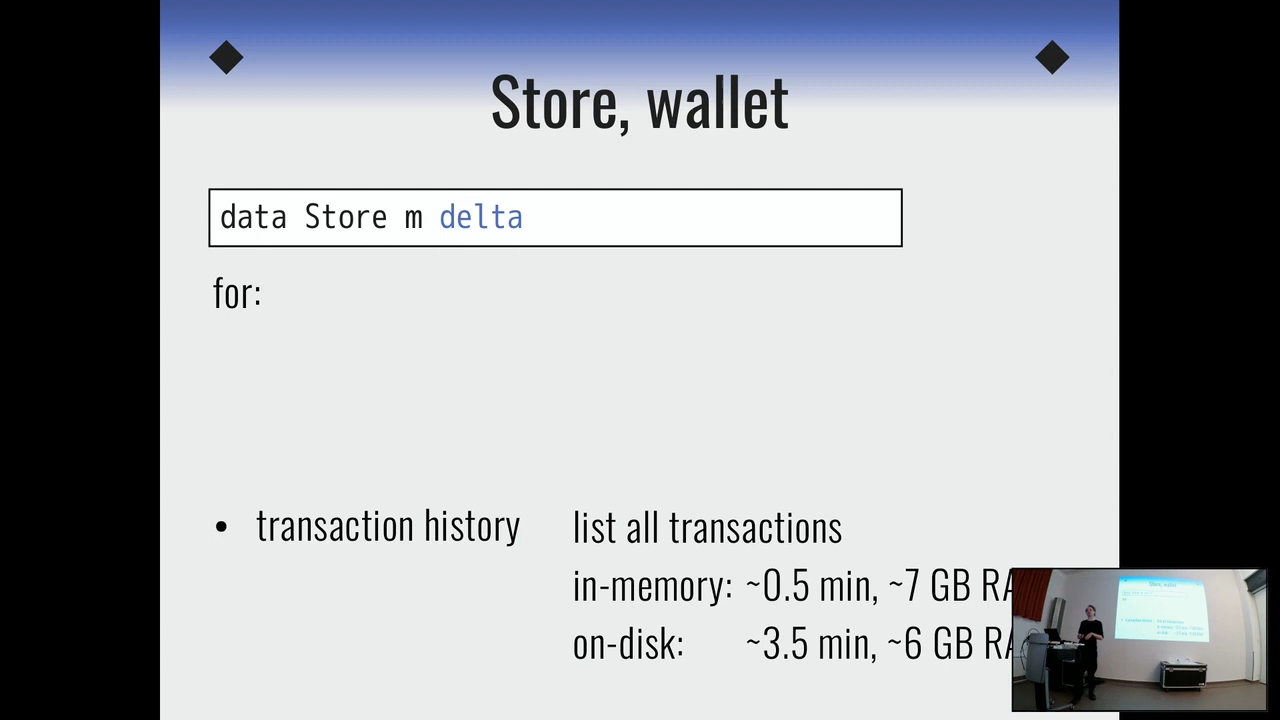 Store, wallet
data Store m delta
for:
• transaction history
list all transactions
in-memory: ~0.5 min, ~7 GB
on-disk: ~3.5 min, ~6 GB